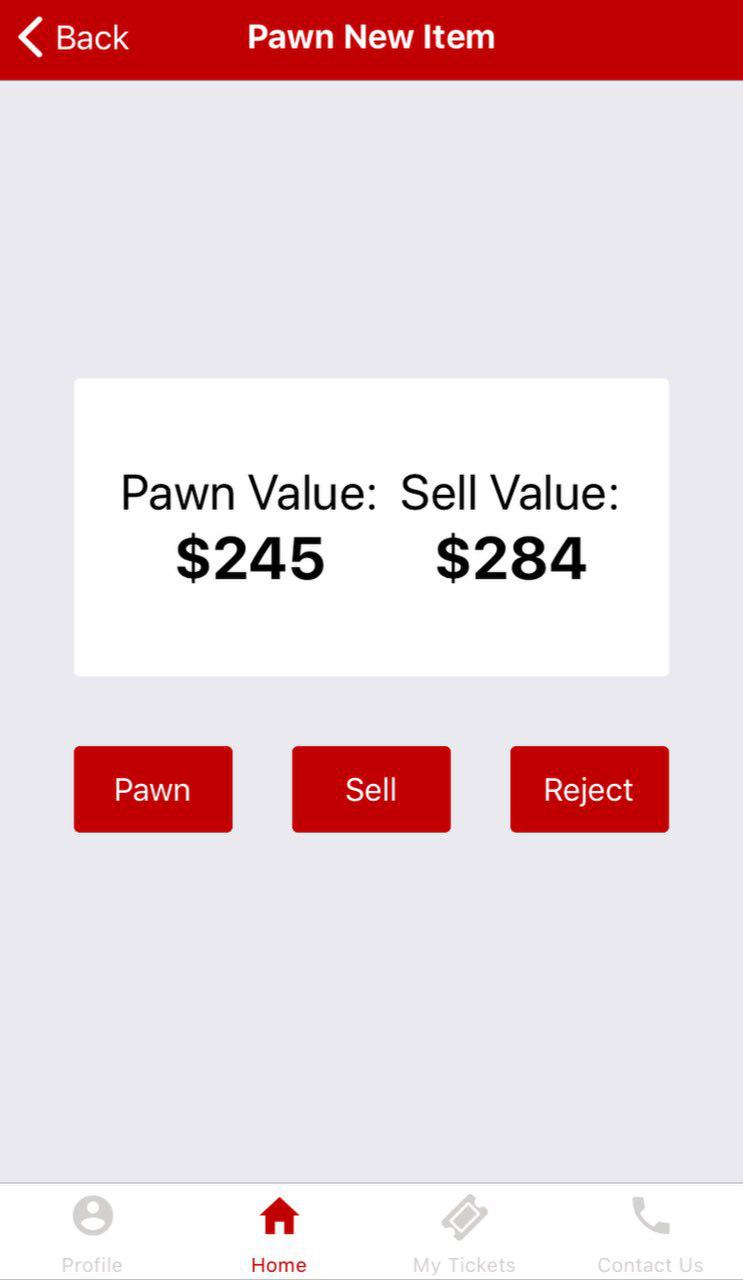 Back Pawn New Item
Pawn Value: Sell Value:
$245 $284
Pawn Sell Reject
Profile Home My Tickets Contact Us